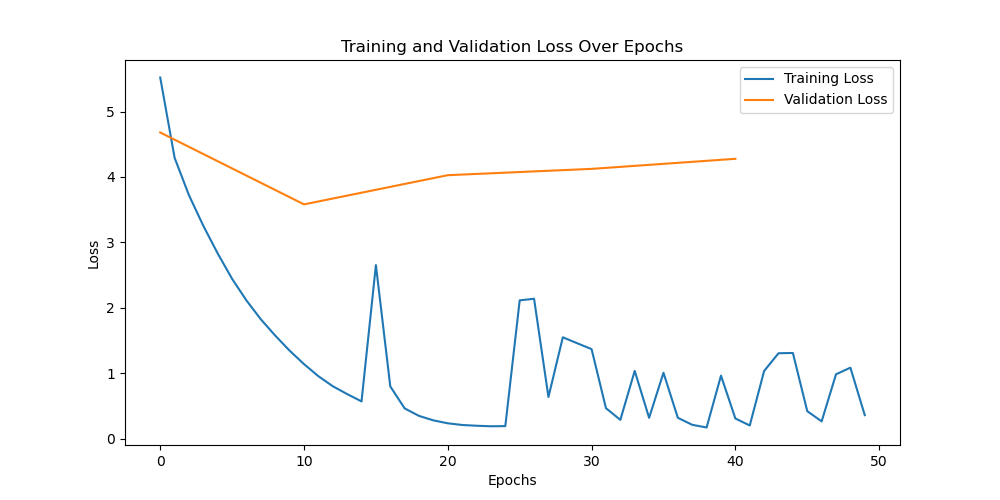 Training and Validation Loss Over Epochs
Training Loss
Validation Loss
5
4
3
2
1
0
Loss
0 10 20 30 40 50
Epochs